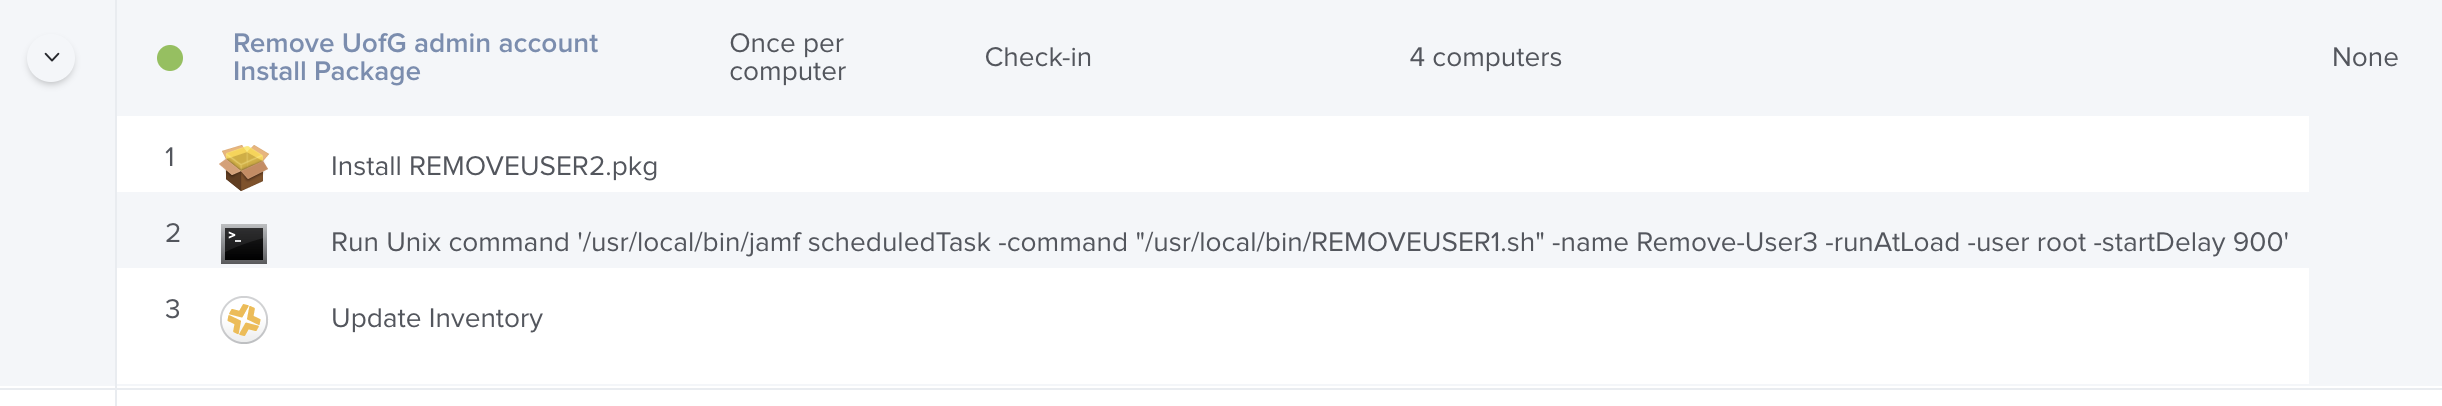 Remove UofG admin account
Install Package
Once per
computer
Check-in
4 computers
None
1
Install REMOVEUSER2.pkg
2
>_
Run Unix command '/usr/local/bin/jamf scheduledTask -command "/usr/local/bin/REMOVEUSER1.sh" -name Remove-User3 -runAtLoad -user root -startDelay 900'
3
Update Inventory